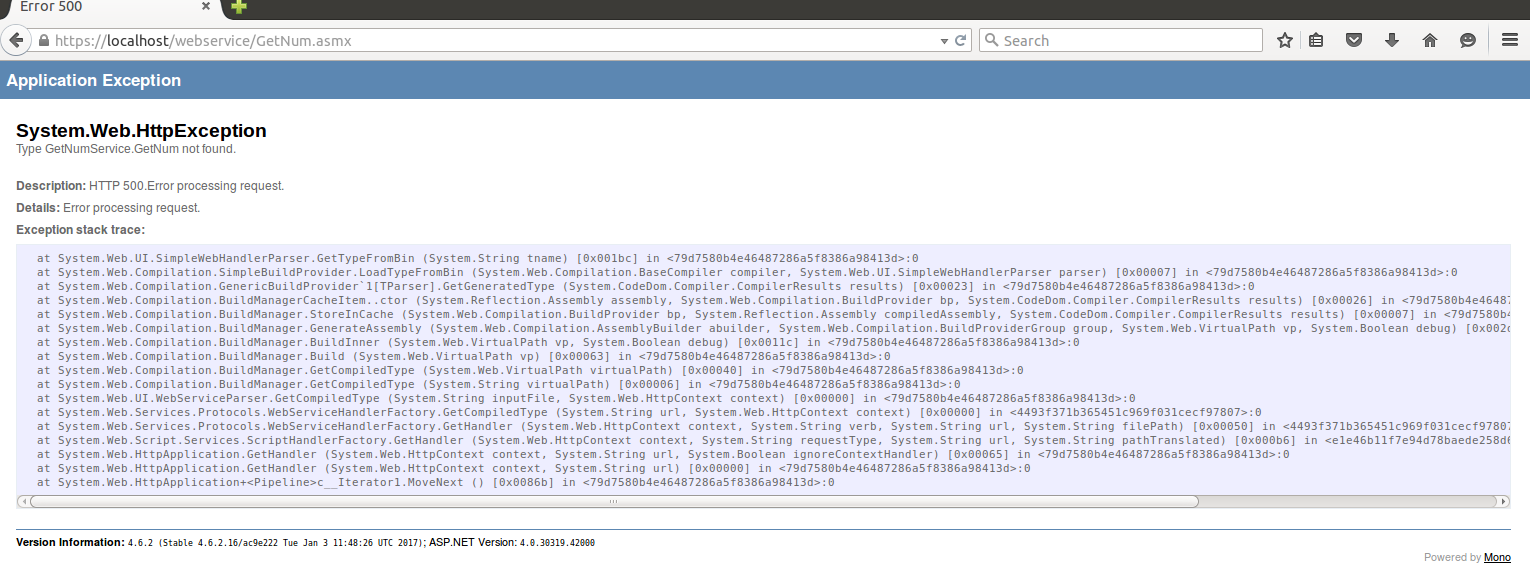 Error 500
https://localhost/webservice/GetNum.asmx
Search
Application Exception
System.Web.HttpException
Type GetNumService.GetNum not found.
Description: HTTP 500.Error processing request.
Details: Error processing request.
Exception stack trace:
at System.Web.UI.SimpleWebHandlerParser.GetTypeFromBin (System.String tname) [0x001bc] in <79d7580b4e46487286a5f8386a98413d>:0
at System.Web.Compilation.SimpleBuildProvider.LoadTypeFromBin (System.Web.Compilation.BaseCompiler compiler, System.Web.UI.SimpleWebHandlerParser parser) [0x00007] in <79d7580b4e46487286a5f8386a98413d>:0
at System.Web.Compilation.GenericBuildProvider`1[TParser].GetGeneratedType (System.CodeDom.Compiler.CompilerResults results) [0x00023] in <79d7580b4e46487286a5f8386a98413d>:0
at System.Web.Compilation.BuildManagerCacheItem..ctor (System.Reflection.Assembly assembly, System.Web.Compilation.BuildProvider bp, System.CodeDom.Compiler.CompilerResults results) [0x00026] in <79d7580b4e46487
at System.Web.Compilation.BuildManager.StoreInCache (System.Web.Compilation.BuildProvider bp, System.Reflection.Assembly compiledAssembly, System.CodeDom.Compiler.CompilerResults results) [0x00007] in <79d7580b4
at System.Web.Compilation.BuildManager.GenerateAssembly (System.Web.Compilation.AssemblyBuilder abuilder, System.Web.Compilation.BuildProviderGroup group, System.Web.VirtualPath vp, System.Boolean debug) [0x002
at System.Web.Compilation.BuildManager.BuildInner (System.Web.VirtualPath vp, System.Boolean debug) [0x0011c] in <79d7580b4e46487286a5f8386a98413d>:0
at System.Web.Compilation.BuildManager.Build (System.Web.VirtualPath vp) [0x00063] in <79d7580b4e46487286a5f8386a98413d>:0
at System.Web.Compilation.BuildManager.GetCompiledType (System.Web.VirtualPath virtualPath) [0x00040] in <79d7580b4e46487286a5f8386a98413d>:0
at System.Web.Compilation.BuildManager.GetCompiledType (System.String virtualPath) [0x00006] in <79d7580b4e46487286a5f8386a98413d>:0
at System.Web.UI.WebServiceParser.GetCompiledType (System.String inputFile, System.Web.HttpContext context) [0x00000] in <79d7580b4e46487286a5f8386a98413d>:0
at System.Web.Services.Protocols.WebServiceHandlerFactory.GetCompiledType (System.String url, System.Web.HttpContext context) [0x00000] in <4493f371b365451c969f031cecf97807>:0
at System.Web.Services.Protocols.WebServiceHandlerFactory.GetHandler (System.Web.HttpContext context, System.String verb, System.String url, System.String filePath) [0x00050] in <4493f371b365451c969f031cecf97807
at System.Web.Script.Services.ScriptHandlerFactory.GetHandler (System.Web.HttpContext context, System.String requestType, System.String url, System.String pathTranslated) [0x000b6] in <e1e46b11f7e94d78baede258d6
at System.Web.HttpApplication.GetHandler (System.Web.HttpContext context, System.String url, System.Boolean ignoreContextHandler) [0x00065] in <79d7580b4e46487286a5f8386a98413d>:0
at System.Web.HttpApplication.GetHandler (System.Web.HttpContext context, System.String url) [0x00000] in <79d7580b4e46487286a5f8386a98413d>:0
at System.Web.HttpApplication+<Pipeline>c__Iterator1.MoveNext () [0x0086b] in <79d7580b4e46487286a5f8386a98413d>:0
Version Information: 4.6.2 (Stable 4.6.2.16/ac9e222 Tue Jan 3 11:48:26 UTC 2017); ASP.NET Version: 4.0.30319.42000
Powered by Mono